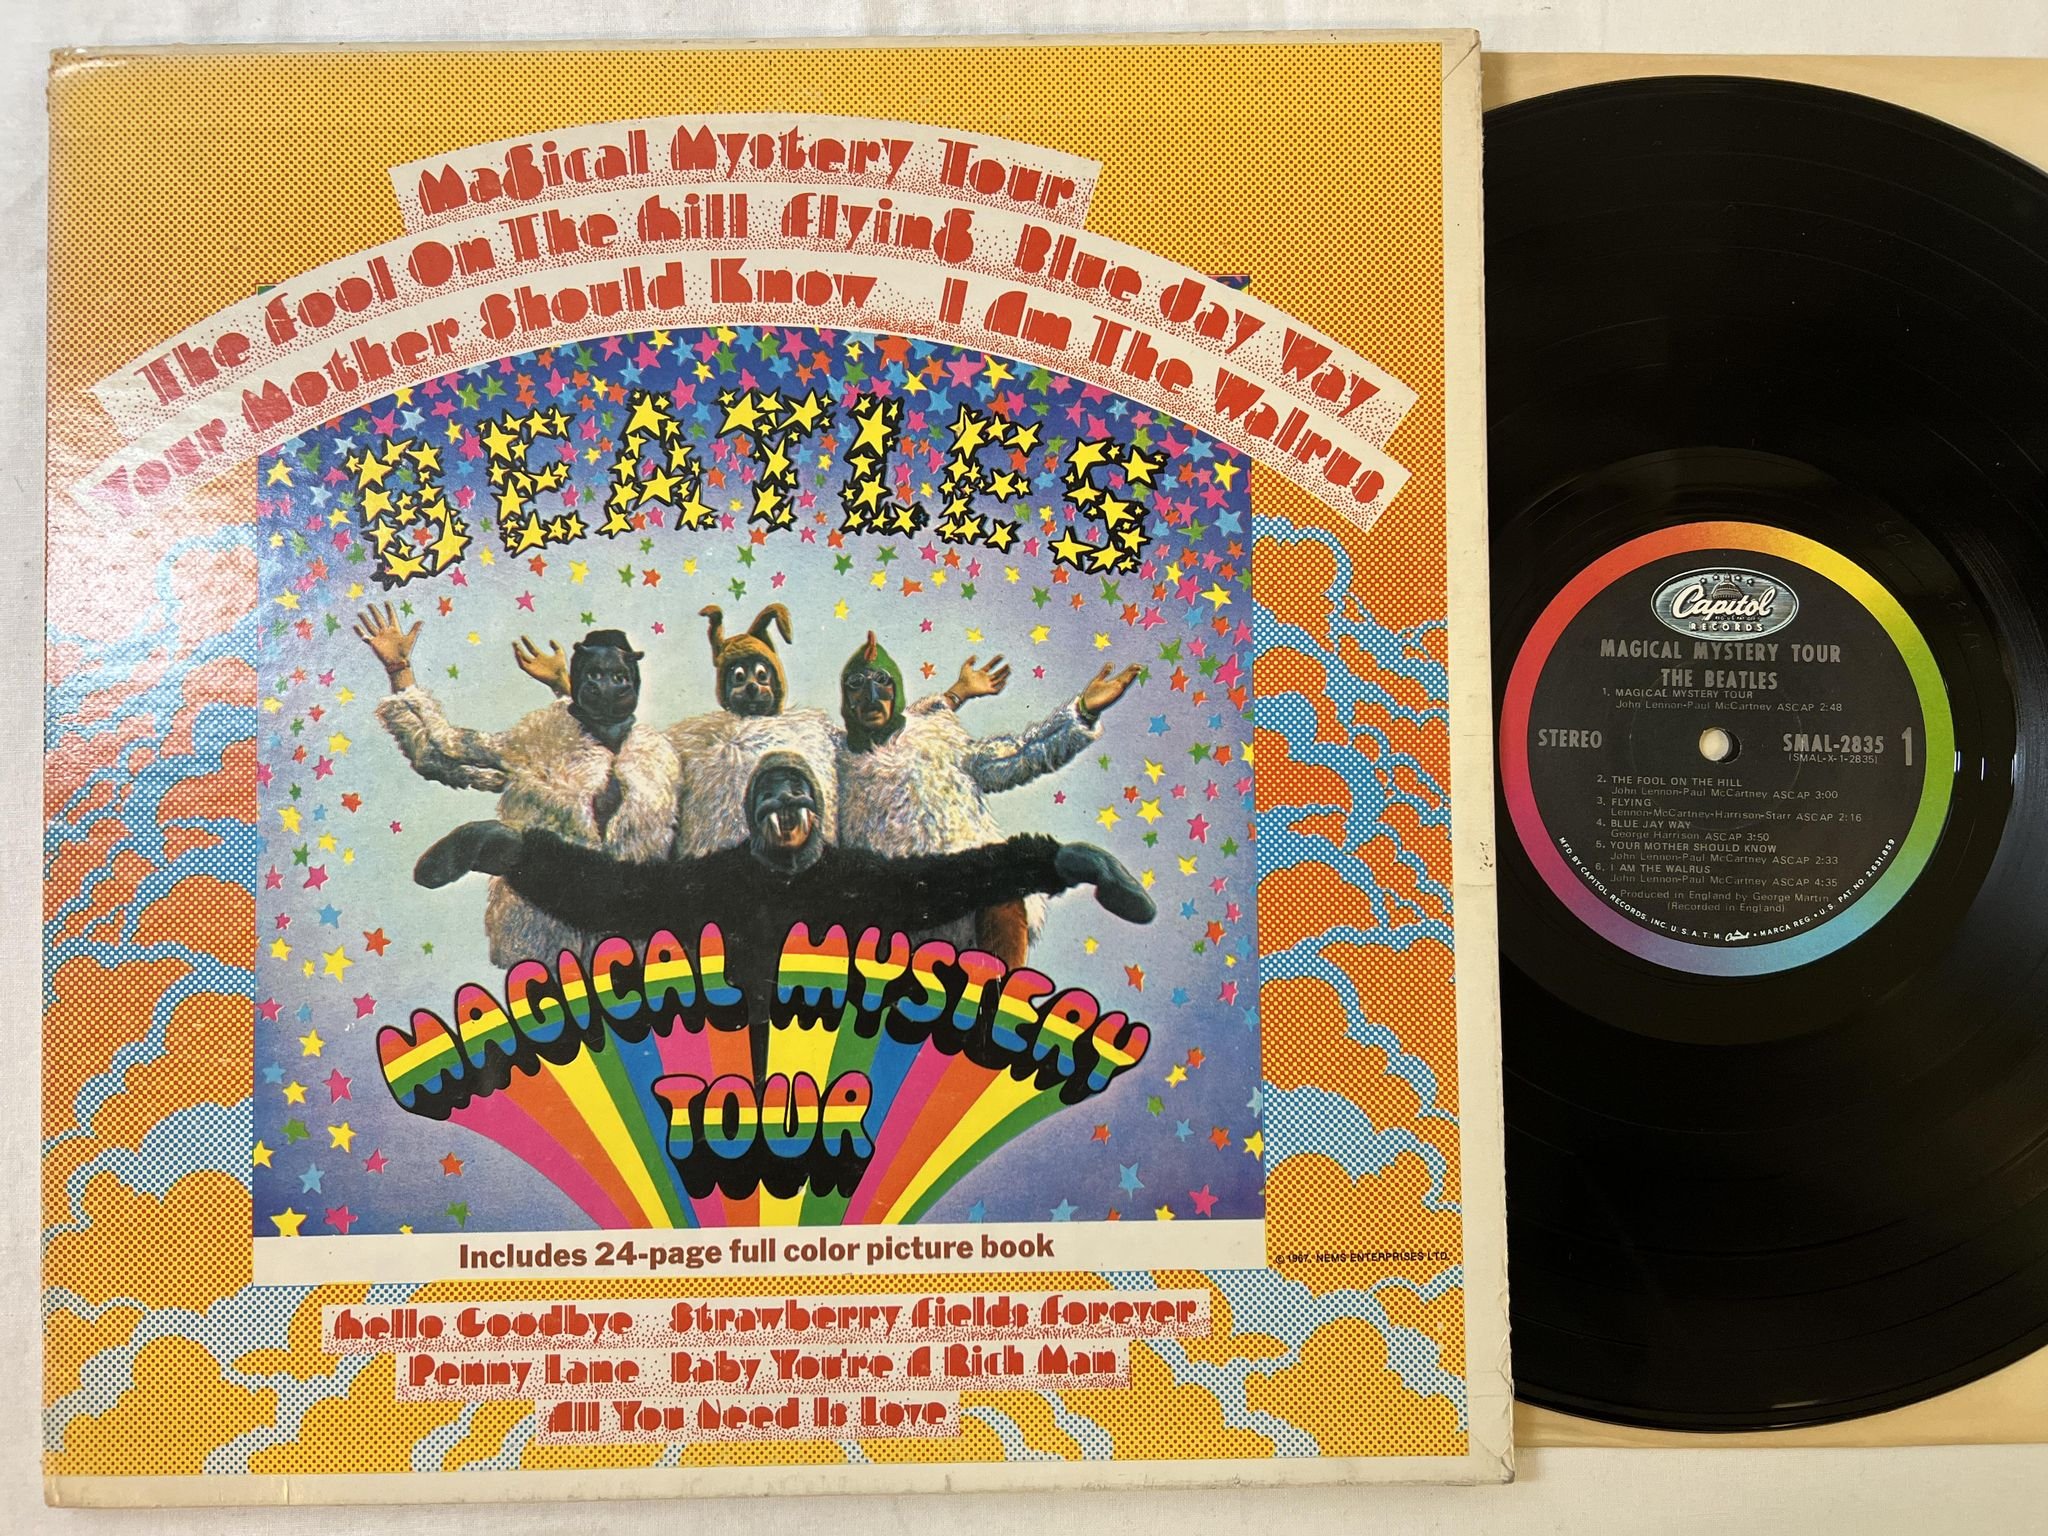 Magical Mystery Tour
The Fool On The Hill Flying Blue Jay Way
Your Mother Should Know I Am The Walrus
BEATLES
MAGICAL MYSTERY
TOUR
Includes 24-page full color picture book
© 1967, NEMS ENTERPRISES LTD.
Hello Goodbye Strawberry Fields Forever
Penny Lane Baby You're A Rich Man
All You Need Is Love
Capitol
RECORDS
MAGICAL MYSTERY TOUR
THE BEATLES
1. MAGICAL MYSTERY TOUR
John Lennon-Paul McCartney ASCAP 2:48
STEREO
SMAL-2835 1
(SMAL-X-1-2835)
2. THE FOOL ON THE HILL
John Lennon-Paul McCartney ASCAP 3:00
3. FLYING
Lennon-McCartney-Harrison-Starr ASCAP 2:16
4. BLUE JAY WAY
George Harrison ASCAP 3:50
5. YOUR MOTHER SHOULD KNOW
John Lennon-Paul McCartney ASCAP 2:33
6. I AM THE WALRUS
John Lennon-Paul McCartney ASCAP 4:35
Produced in England by George Martin
(Recorded in England)
MFD. BY CAPITOL RECORDS, INC. U.S.A. T.M. Capitol • MARCA REG. • U.S. PAT. NO. 2,631,859